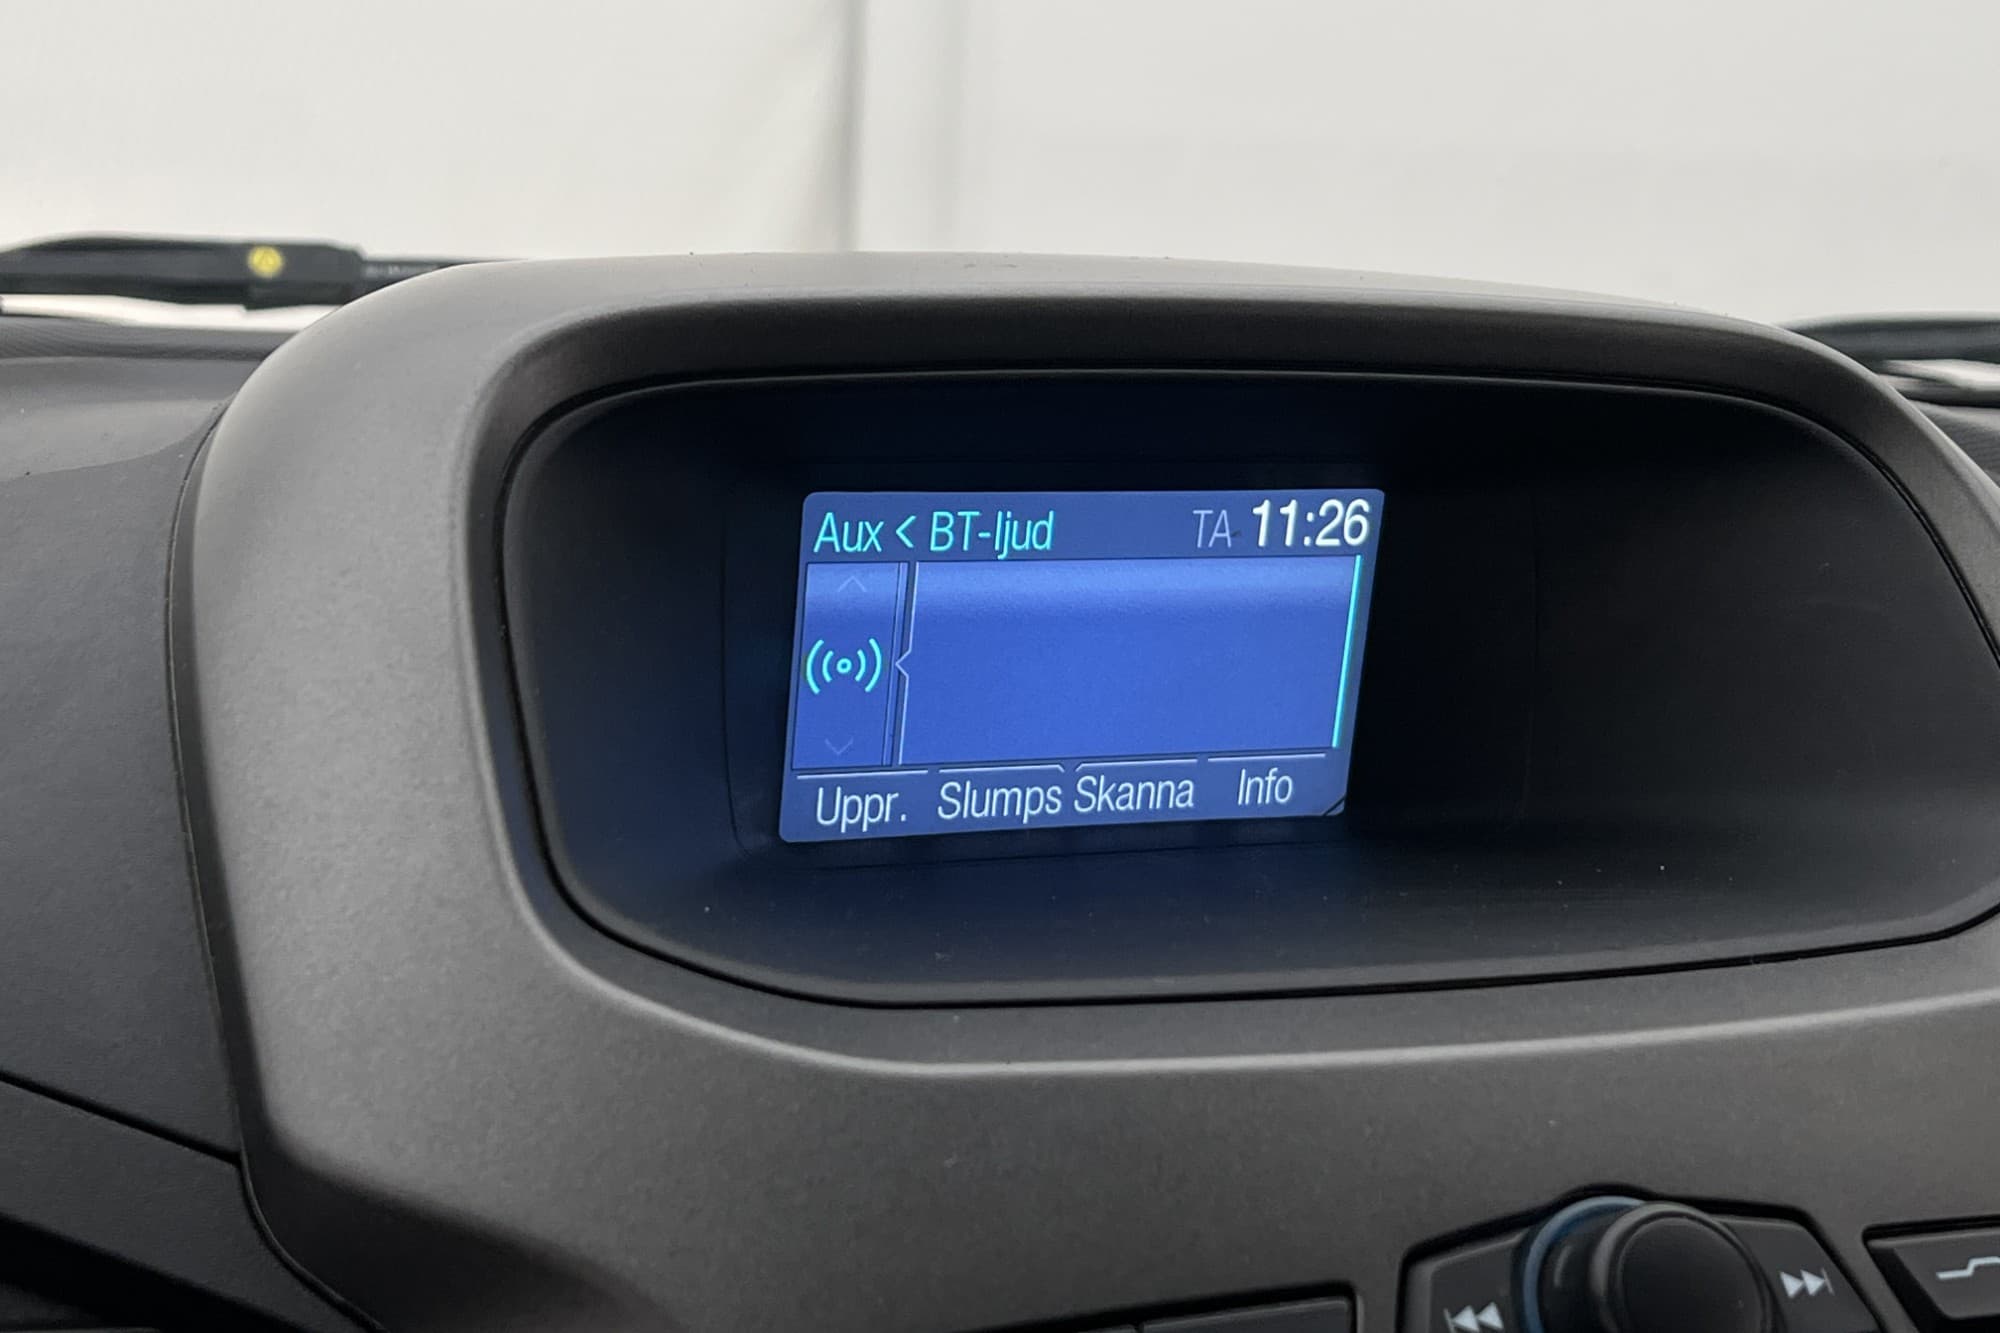 Aux < BT-ljud TA 11:26
Uppr. Slumps Skanna Info